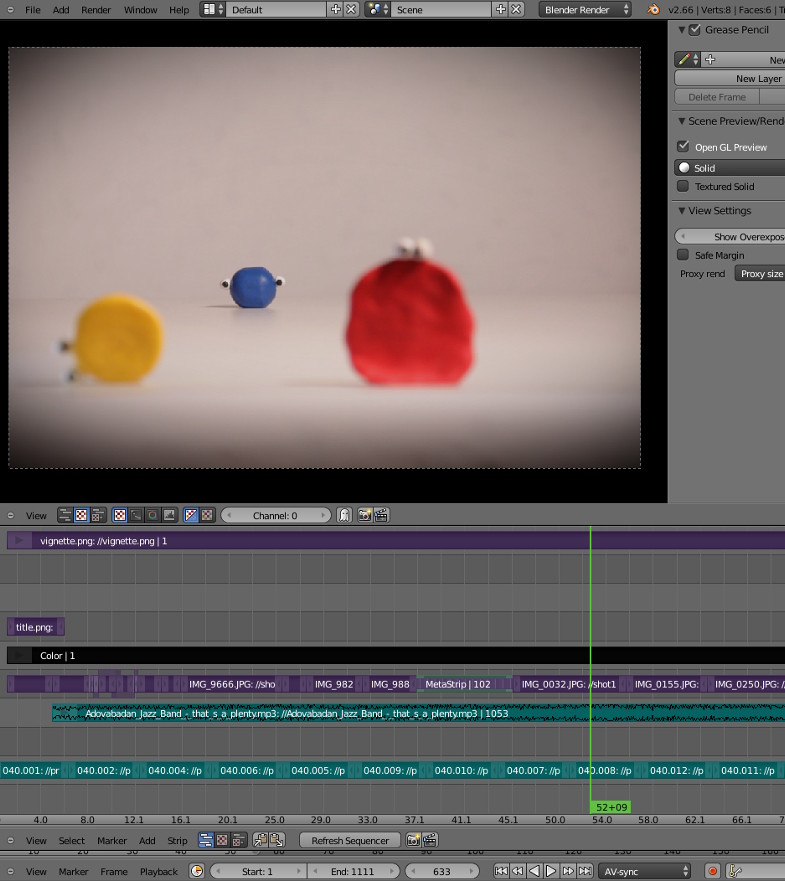 File Add Render Window Help Default Scene Blender Render v2.66 | Verts:8 | Faces:6 |
Grease Pencil
New
New Layer
Delete Frame
Scene Preview/Rend
Open GL Preview
Solid
Textured Solid
View Settings
Show Overexpos
Safe Margin
Proxy rend Proxy size
View Channel: 0
vignette.png: //vignette.png | 1
title.png:
Color | 1
IMG_9666.JPG: //sho IMG_982 IMG_988 MetaStrip | 102 IMG_0032.JPG: //shot1 IMG_0155.JPG: IMG_0250.JPG: //
Adovabadan_Jazz_Band_-_that_s_a_plenty.mp3: //Adovabadan_Jazz_Band_-_that_s_a_plenty.mp3 | 1053
040.001: //pr 040.002: //p 040.004: //p 040.006: //p 040.005: //p 040.009: //p 040.010: //p 040.007: //p 040.008: //p 040.012: //p 040.011: //p
52+09
4.0 8.0 12.1 16.2 20.1 25.0 29.0 33.0 37.1 41.1 45.1 50.0 54.0 58.0 62.1 66.1 7
View Select Marker Add Strip Refresh Sequencer
View Marker Frame Playback Start: 1 End: 1111 633 AV-sync